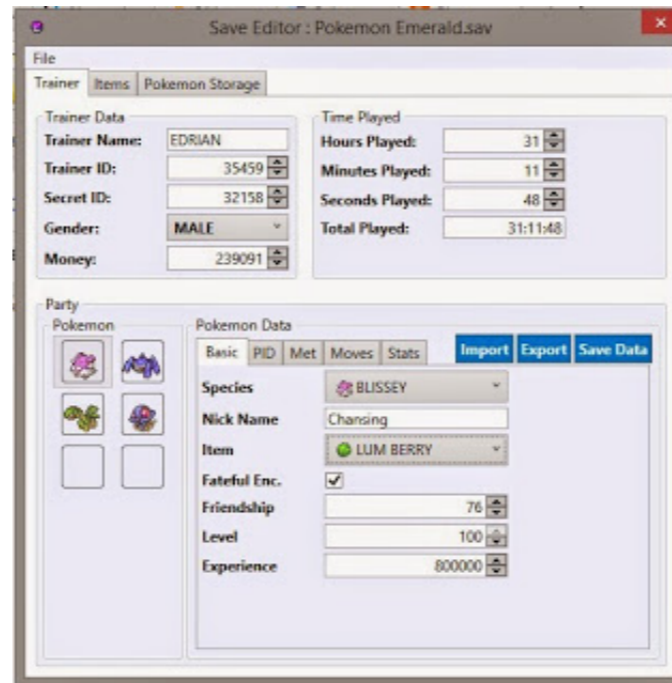 Save Editor : Pokemon Emerald.sav
File
Trainer Items Pokemon Storage
Trainer Data
Trainer Name: EDRIAN
Trainer ID: 35459
Secret ID: 32158
Gender: MALE
Money: 239091
Time Played
Hours Played: 31
Minutes Played: 11
Seconds Played: 48
Total Played: 31:11:48
Party
Pokemon
Pokemon Data
Basic PID Met Moves Stats Import Export Save Data
Species BLISSEY
Nick Name Chansing
Item LUM BERRY
Fateful Enc.
Friendship 76
Level 100
Experience 800000